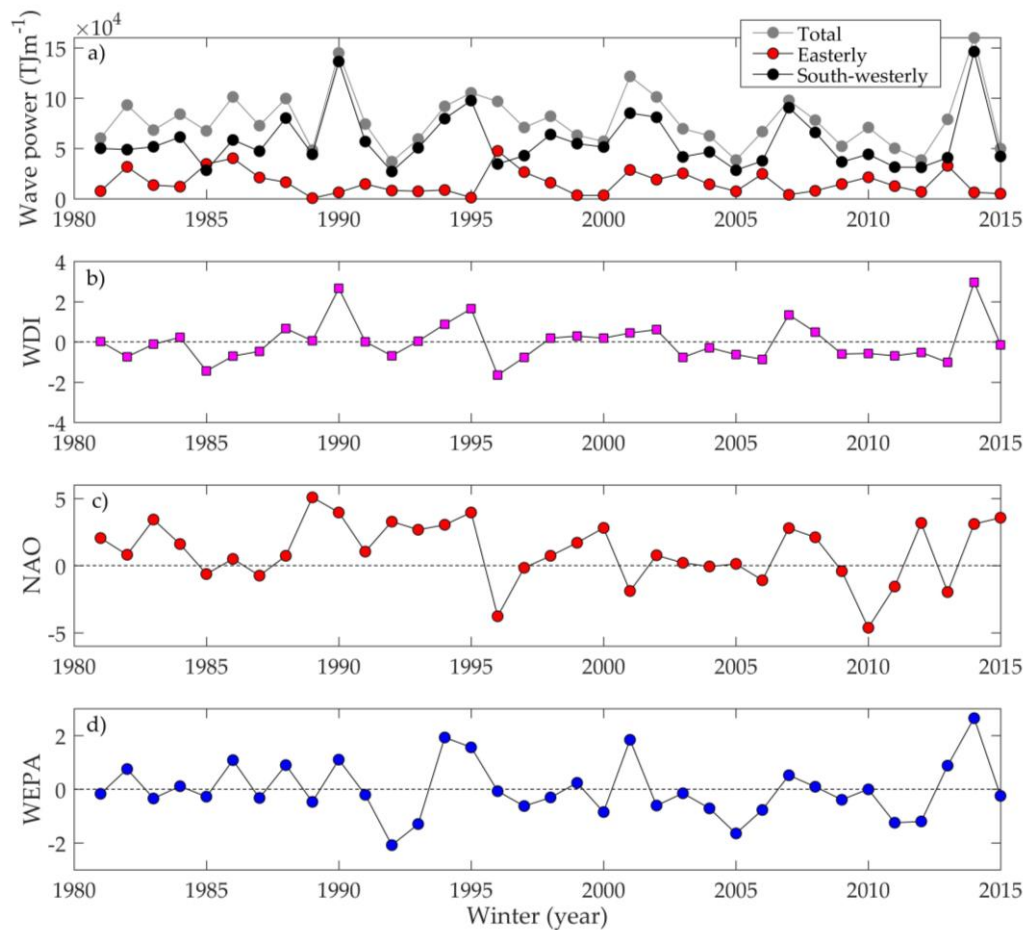 ×10⁴
a)
Wave power (TJm⁻¹)
15
10
5
0
1980 1985 1990 1995 2000 2005 2010 2015
Total
Easterly
South-westerly
b)
WDI
4
2
0
-2
-4
1980 1985 1990 1995 2000 2005 2010 2015
c)
NAO
5
0
-5
1980 1985 1990 1995 2000 2005 2010 2015
d)
WEPA
2
0
-2
1980 1985 1990 1995 2000 2005 2010 2015
Winter (year)